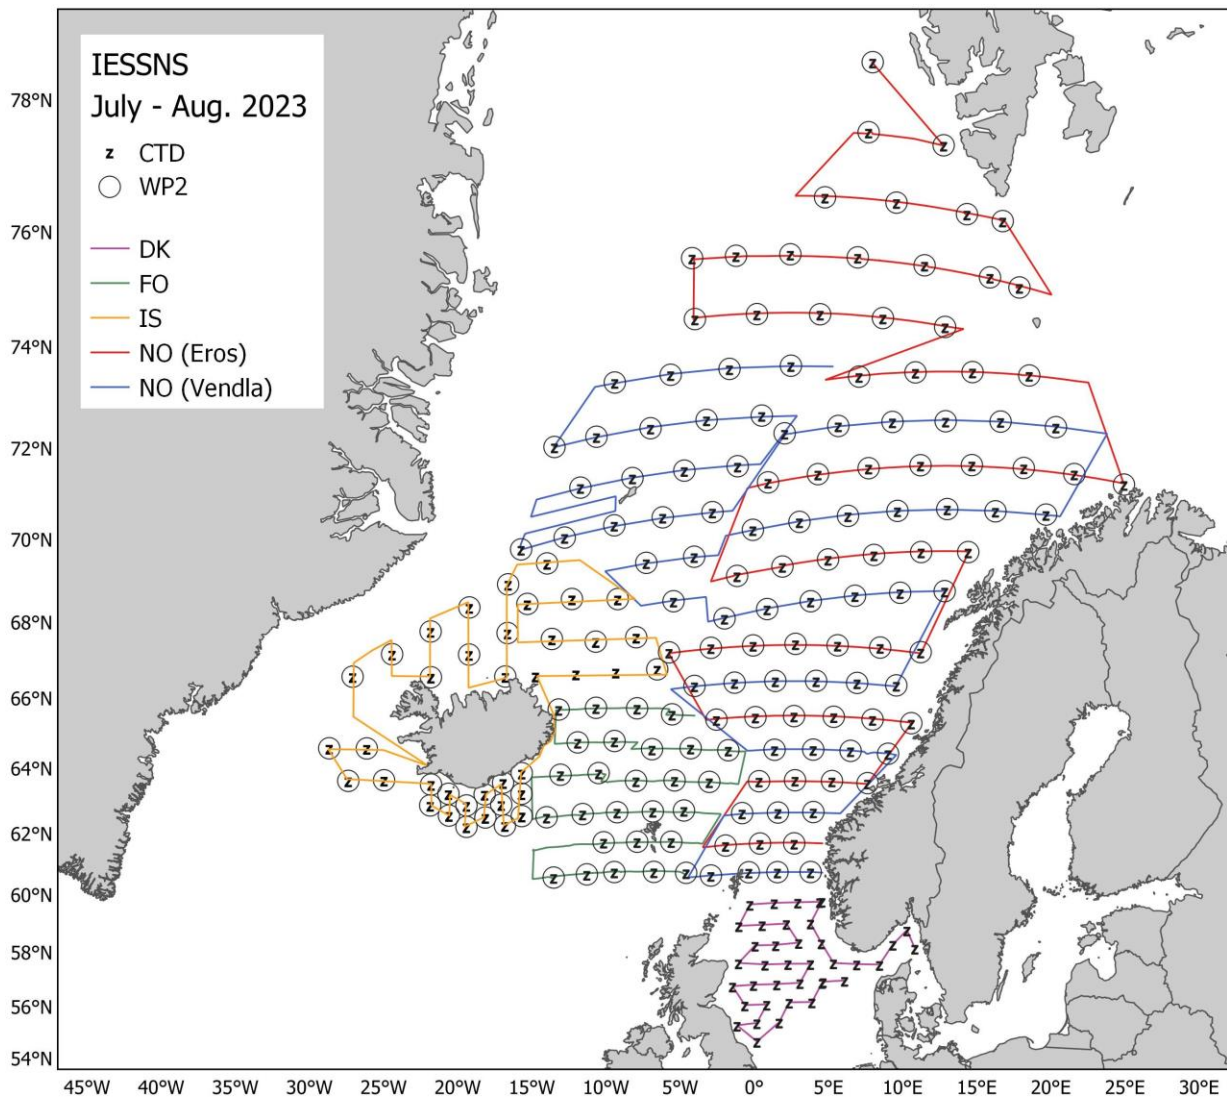 IESSNS
July - Aug. 2023
z CTD
WP2
DK
FO
IS
NO (Eros)
NO (Vendla)
78°N
76°N
74°N
72°N
70°N
68°N
66°N
64°N
62°N
60°N
58°N
56°N
54°N
45°W 40°W 35°W 30°W 25°W 20°W 15°W 10°W 5°W 0° 5°E 10°E 15°E 20°E 25°E 30°E